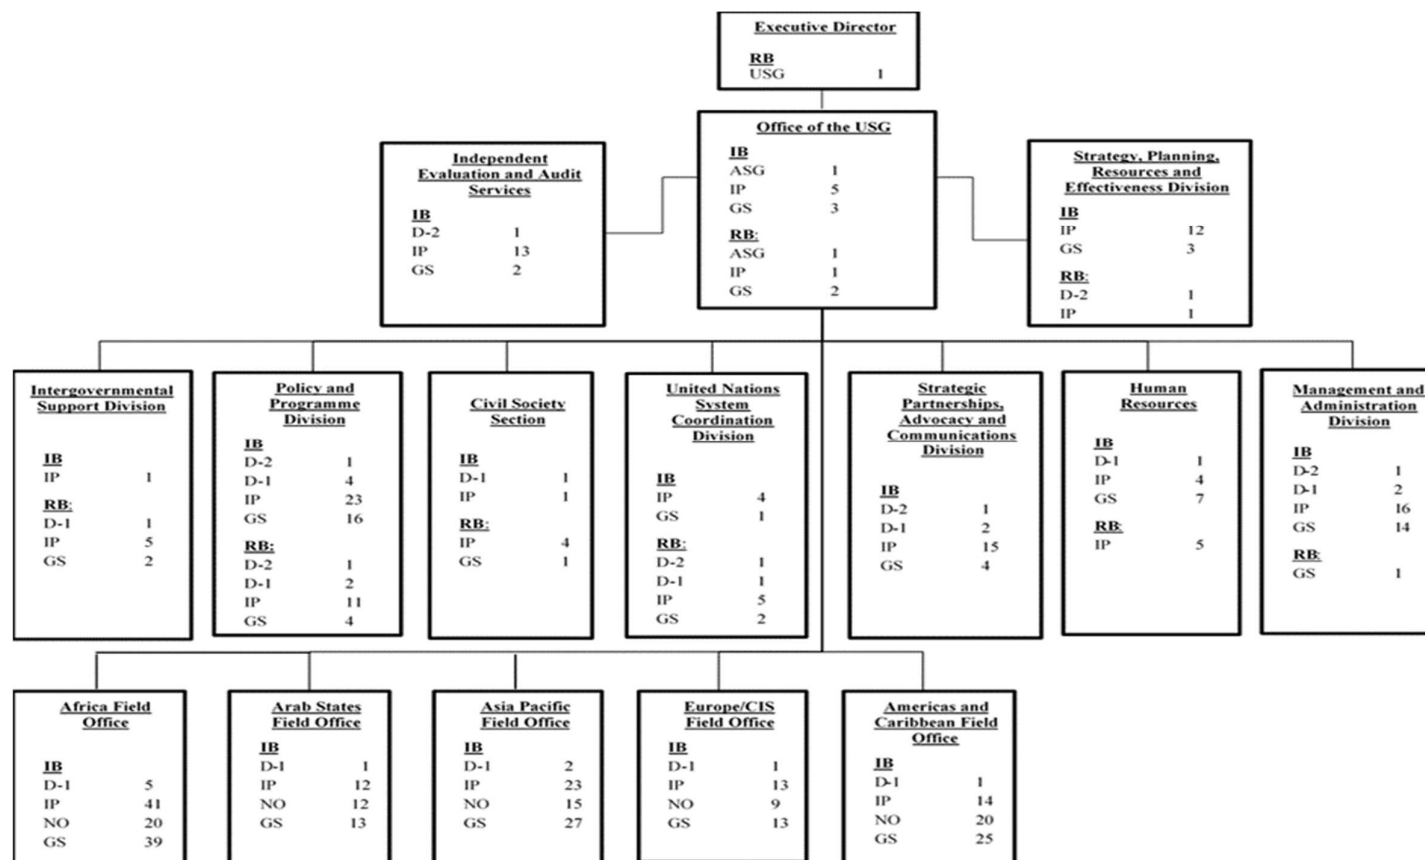 Executive Director
RB
USG 1
Office of the USG
IB
ASG 1
IP 5
GS 3
RB:
ASG 1
IP 1
GS 2
Independent
Evaluation and Audit
Services
IB
D-2 1
IP 13
GS 2
Strategy, Planning,
Resources and
Effectiveness Division
IB
IP 12
GS 3
RB:
D-2 1
IP 1
Intergovernmental
Support Division
IB
IP 1
RB:
D-1 1
IP 5
GS 2
Policy and
Programme
Division
IB
D-2 1
D-1 4
IP 23
GS 16
RB:
D-2 1
D-1 2
IP 11
GS 4
Civil Society
Section
IB
D-1 1
IP 1
RB:
IP 4
GS 1
United Nations
System
Coordination
Division
IB
IP 4
GS 1
RB:
D-2 1
D-1 1
IP 5
GS 2
Strategic
Partnerships,
Advocacy and
Communications
Division
IB
D-2 1
D-1 2
IP 15
GS 4
Human
Resources
IB
D-1 1
IP 4
GS 7
RB:
IP 5
Management and
Administration
Division
IB
D-2 1
D-1 2
IP 16
GS 14
RB:
GS 1
Africa Field
Office
IB
D-1 5
IP 41
NO 20
GS 39
Arab States
Field Office
IB
D-1 1
IP 12
NO 12
GS 13
Asia Pacific
Field Office
IB
D-1 2
IP 23
NO 15
GS 27
Europe/CIS
Field Office
IB
D-1 1
IP 13
NO 9
GS 13
Americas and
Caribbean Field
Office
IB
D-1 1
IP 14
NO 20
GS 25